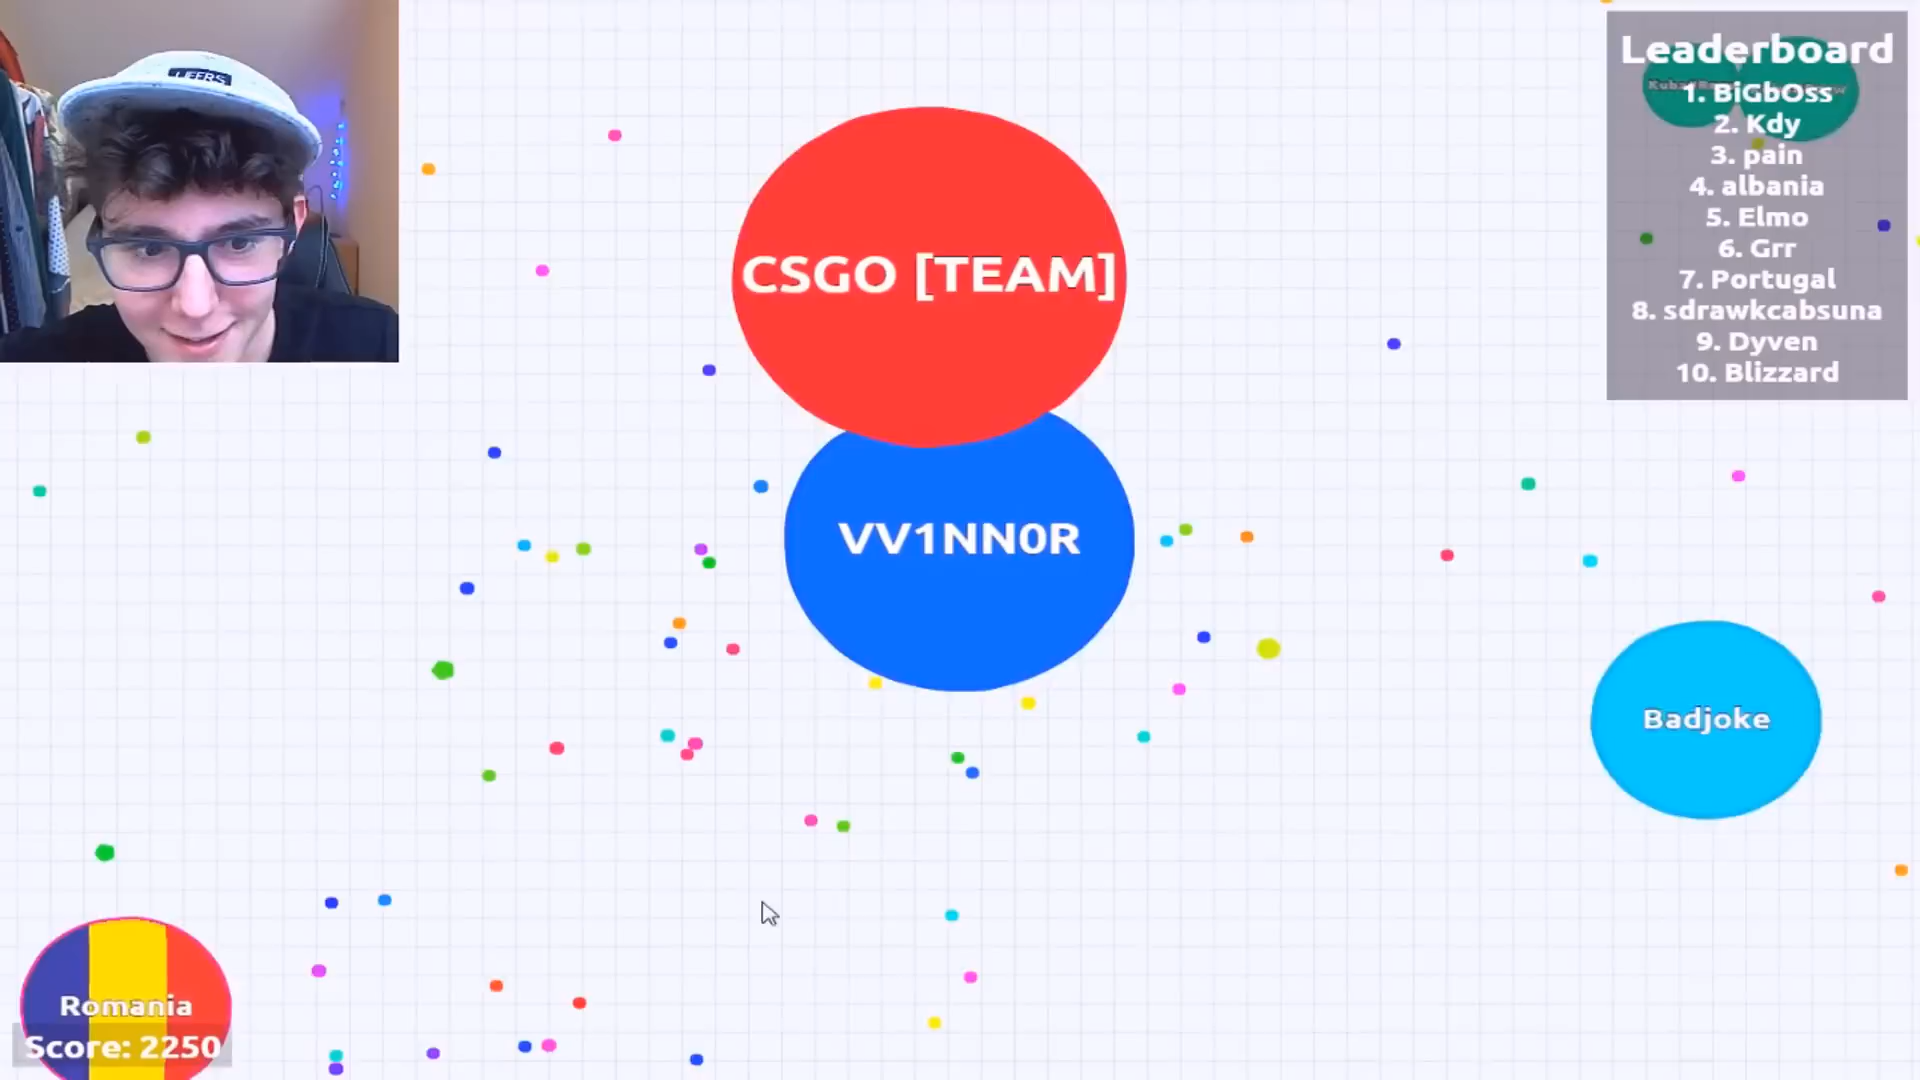 LEERS
Leaderboard
1. BiGbOss
2. Kdy
3. pain
4. albania
5. Elmo
6. Grr
7. Portugal
8. sdrawkcabsuna
9. Dyven
10. Blizzard
CSGO [TEAM]
VV1NN0R
Badjoke
Romania
Score: 2250